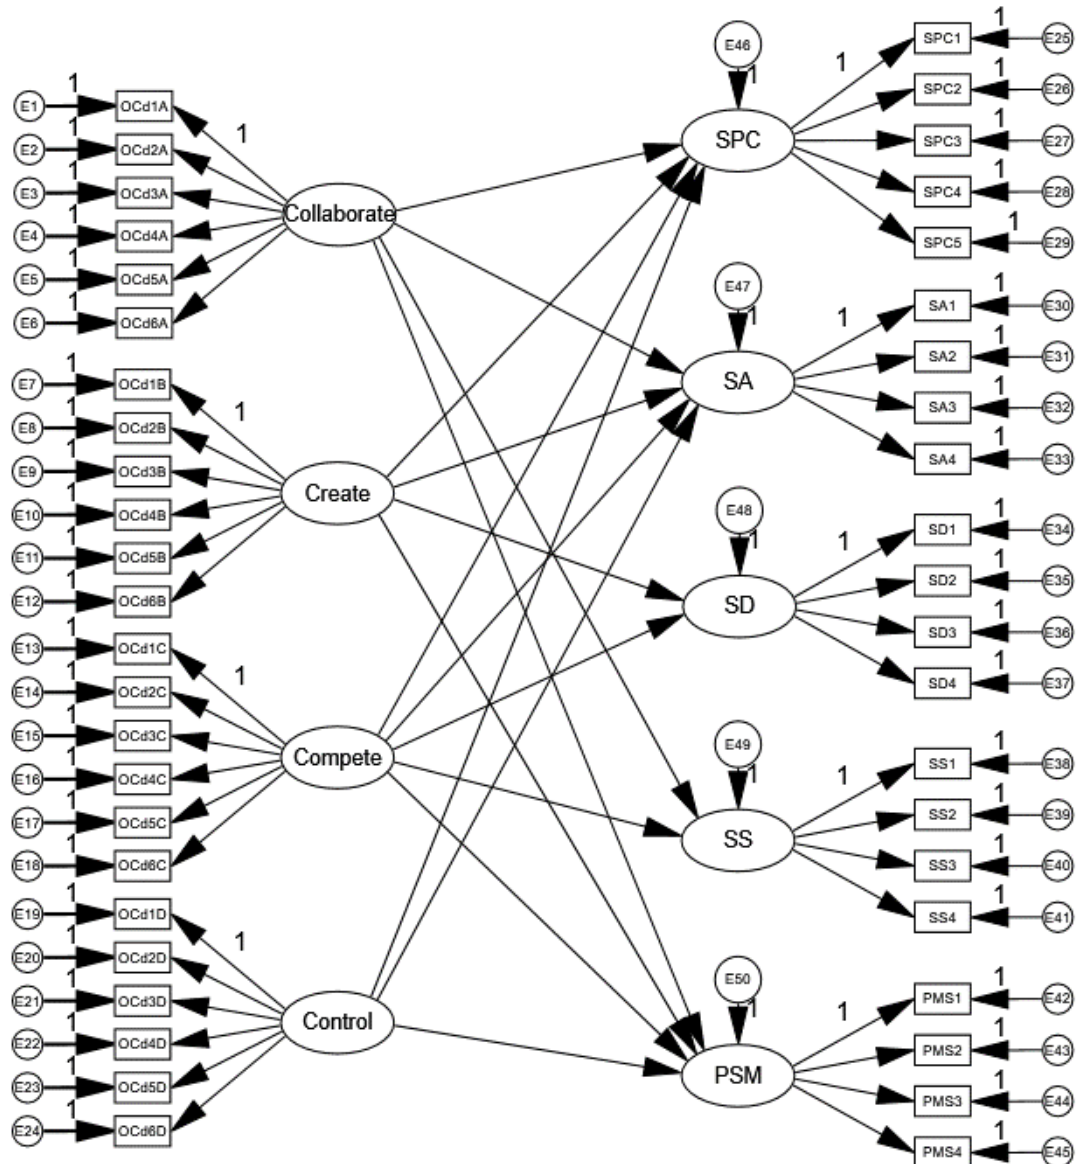 1
E1 OCd1A
1
1
E2 OCd2A
1
E3 OCd3A
1
E4 OCd4A
1
E5 OCd5A
1
E6 OCd6A
Collaborate
1
E7 OCd1B
1
1
E8 OCd2B
1
E9 OCd3B
1
E10 OCd4B
1
E11 OCd5B
1
E12 OCd6B
Create
1
E13 OCd1C
1
1
E14 OCd2C
1
E15 OCd3C
1
E16 OCd4C
1
E17 OCd5C
1
E18 OCd6C
Compete
1
E19 OCd1D
1
1
E20 OCd2D
1
E21 OCd3D
1
E22 OCd4D
1
E23 OCd5D
1
E24 OCd6D
Control
E46
1
SPC
1
SPC1 1 E25
SPC2 1 E26
SPC3 1 E27
SPC4 1 E28
SPC5 1 E29
E47
1
SA
1
SA1 1 E30
SA2 1 E31
SA3 1 E32
SA4 1 E33
E48
1
SD
1
SD1 1 E34
SD2 1 E35
SD3 1 E36
SD4 1 E37
E49
1
SS
1
SS1 1 E38
SS2 1 E39
SS3 1 E40
SS4 1 E41
E50
1
PSM
1
PMS1 1 E42
PMS2 1 E43
PMS3 1 E44
PMS4 1 E45